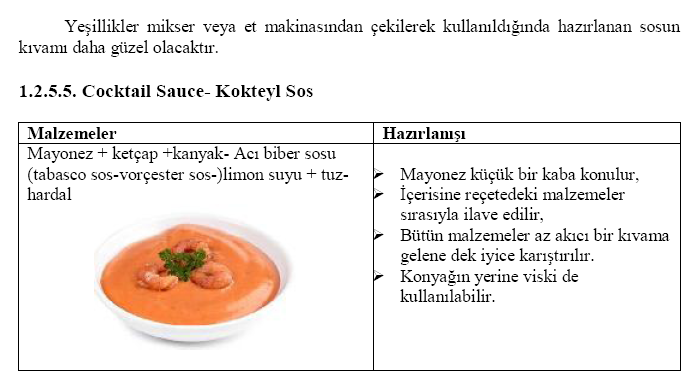 Yeşillikler mikser veya et makinasından çekilerek kullanıldığında hazırlanan sosun
kıvamı daha güzel olacaktır.
1.2.5.5. Cocktail Sauce- Kokteyl Sos
Malzemeler
Mayonez + ketçap +kanyak- Acı biber sosu
(tabasco sos-vorçester sos-)limon suyu + tuz-
hardal
Hazırlanışı
➢ Mayonez küçük bir kaba konulur,
➢ İçerisine reçetedeki malzemeler
sırasıyla ilave edilir,
➢ Bütün malzemeler az akıcı bir kıvama
gelene dek iyice karıştırılır.
➢ Konyağın yerine viski de
kullanılabilir.